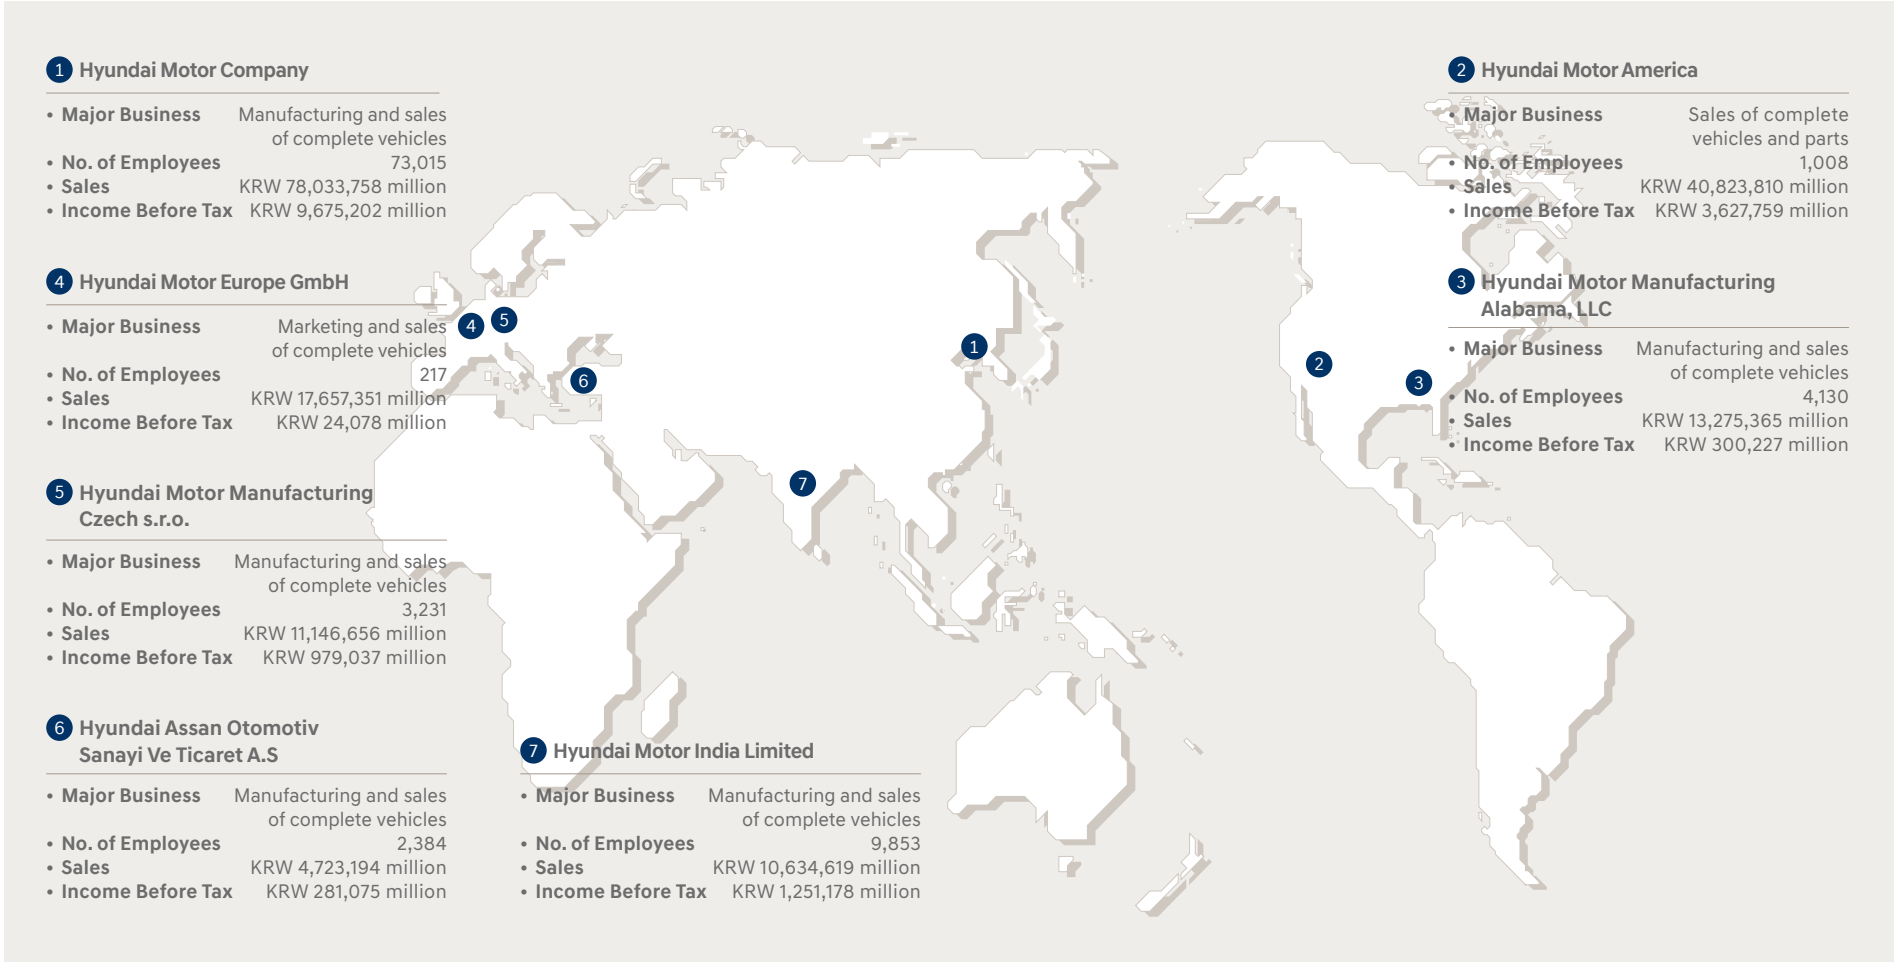 1 Hyundai Motor Company
• Major Business Manufacturing and sales
of complete vehicles
• No. of Employees 73,015
• Sales KRW 78,033,758 million
• Income Before Tax KRW 9,675,202 million
2 Hyundai Motor America
• Major Business Sales of complete
vehicles and parts
• No. of Employees 1,008
• Sales KRW 40,823,810 million
• Income Before Tax KRW 3,627,759 million
4 Hyundai Motor Europe GmbH
• Major Business Marketing and sales
of complete vehicles
• No. of Employees 217
• Sales KRW 17,657,351 million
• Income Before Tax KRW 24,078 million
3 Hyundai Motor Manufacturing
Alabama, LLC
• Major Business Manufacturing and sales
of complete vehicles
• No. of Employees 4,130
• Sales KRW 13,275,365 million
• Income Before Tax KRW 300,227 million
4
5
6
1
2
3
7
5 Hyundai Motor Manufacturing
Czech s.r.o.
• Major Business Manufacturing and sales
of complete vehicles
• No. of Employees 3,231
• Sales KRW 11,146,656 million
• Income Before Tax KRW 979,037 million
6 Hyundai Assan Otomotiv
Sanayi Ve Ticaret A.S
• Major Business Manufacturing and sales
of complete vehicles
• No. of Employees 2,384
• Sales KRW 4,723,194 million
• Income Before Tax KRW 281,075 million
7 Hyundai Motor India Limited
• Major Business Manufacturing and sales
of complete vehicles
• No. of Employees 9,853
• Sales KRW 10,634,619 million
• Income Before Tax KRW 1,251,178 million